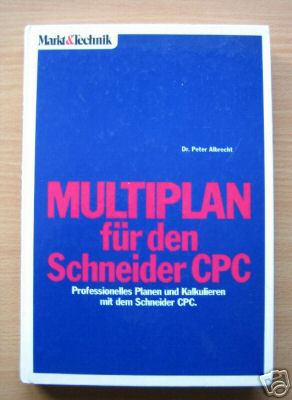 Markt&Technik
Dr. Peter Albrecht
MULTIPLAN
für den
Schneider CPC
Professionelles Planen und Kalkulieren
mit dem Schneider CPC.